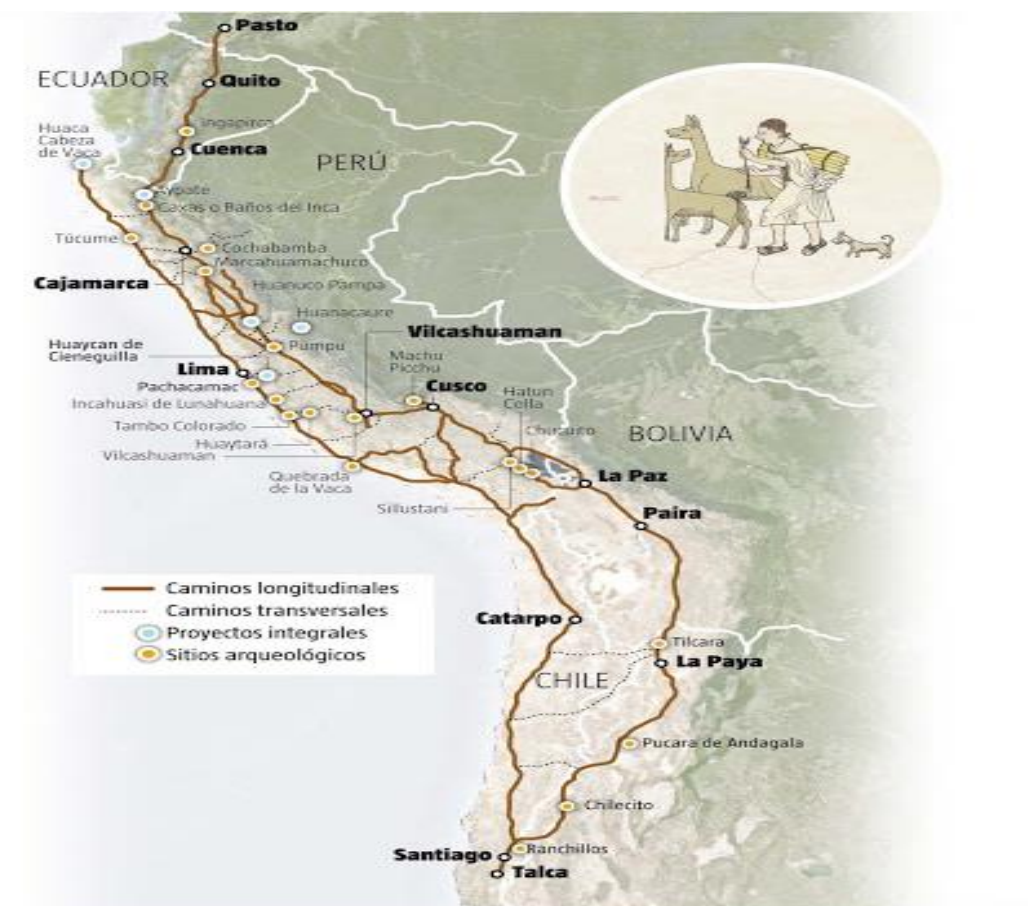 Pasto
ECUADOR
Quito
Ingapirca
Huaca
Cabeza
de Vaca
Cuenca
PERÚ
Aypate
Caxas o Baños del Inca
Túcume
Cochabamba
Marcahuamachuco
Cajamarca
Huanuco Pampa
Huanacaure
Huaycan de
Cieneguilla
Pumpu
Vilcashuaman
Lima
Machu
Picchu
Pachacamac
Cusco
Hatun
Colla
Incahuasi de Lunahuana
Tambo Colorado
Chucuito
BOLIVIA
Huaytará
Vilcashuaman
Quebrada
de la Vaca
La Paz
Sillustani
Paira
Caminos longitudinales
Caminos transversales
Proyectos integrales
Sitios arqueológicos
Catarpo
Tilcara
La Paya
CHILE
Pucara de Andagala
Chilecito
Ranchillos
Santiago
Talca